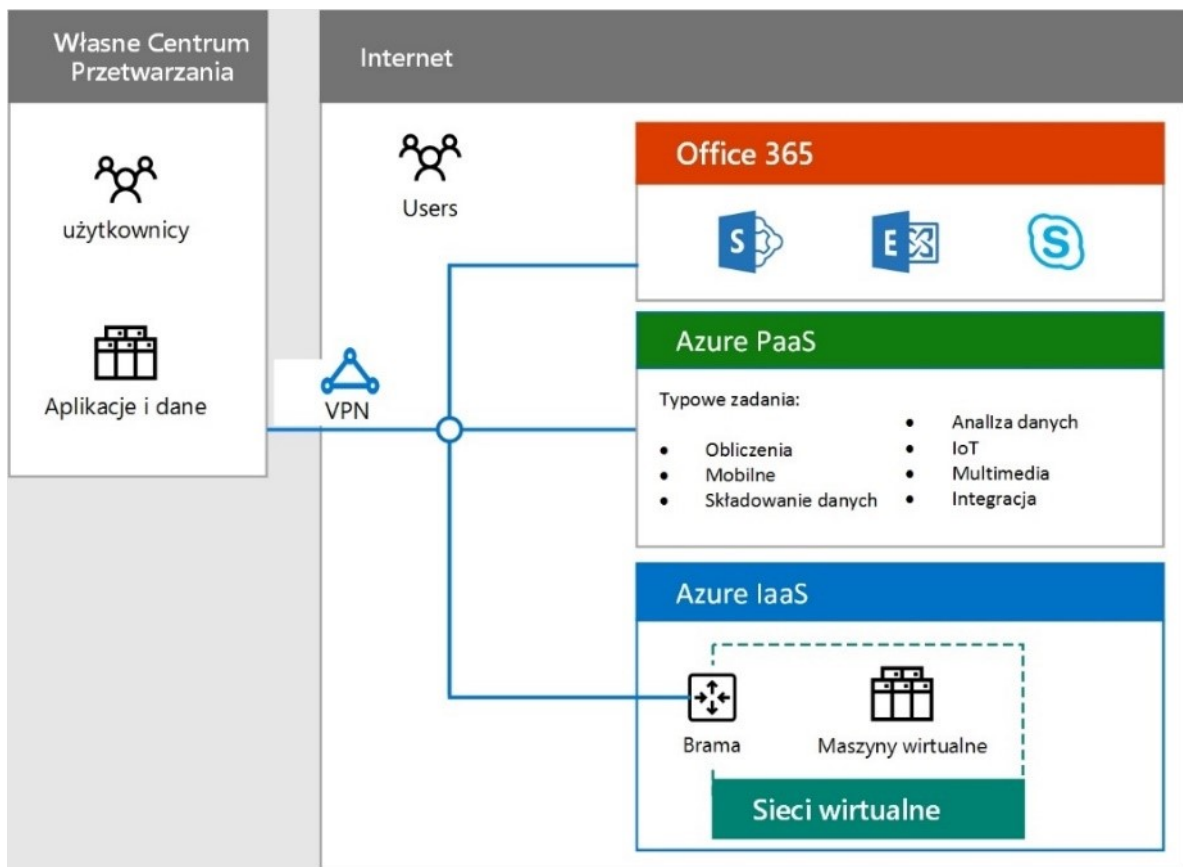 Własne Centrum
Przetwarzania
użytkownicy
Aplikacje i dane
Internet
Users
VPN
Office 365
S
E
S
Azure PaaS
Typowe zadania:
• Obliczenia
• Mobilne
• Składowanie danych
• Analiza danych
• IoT
• Multimedia
• Integracja
Azure IaaS
Brama
Maszyny wirtualne
Sieci wirtualne